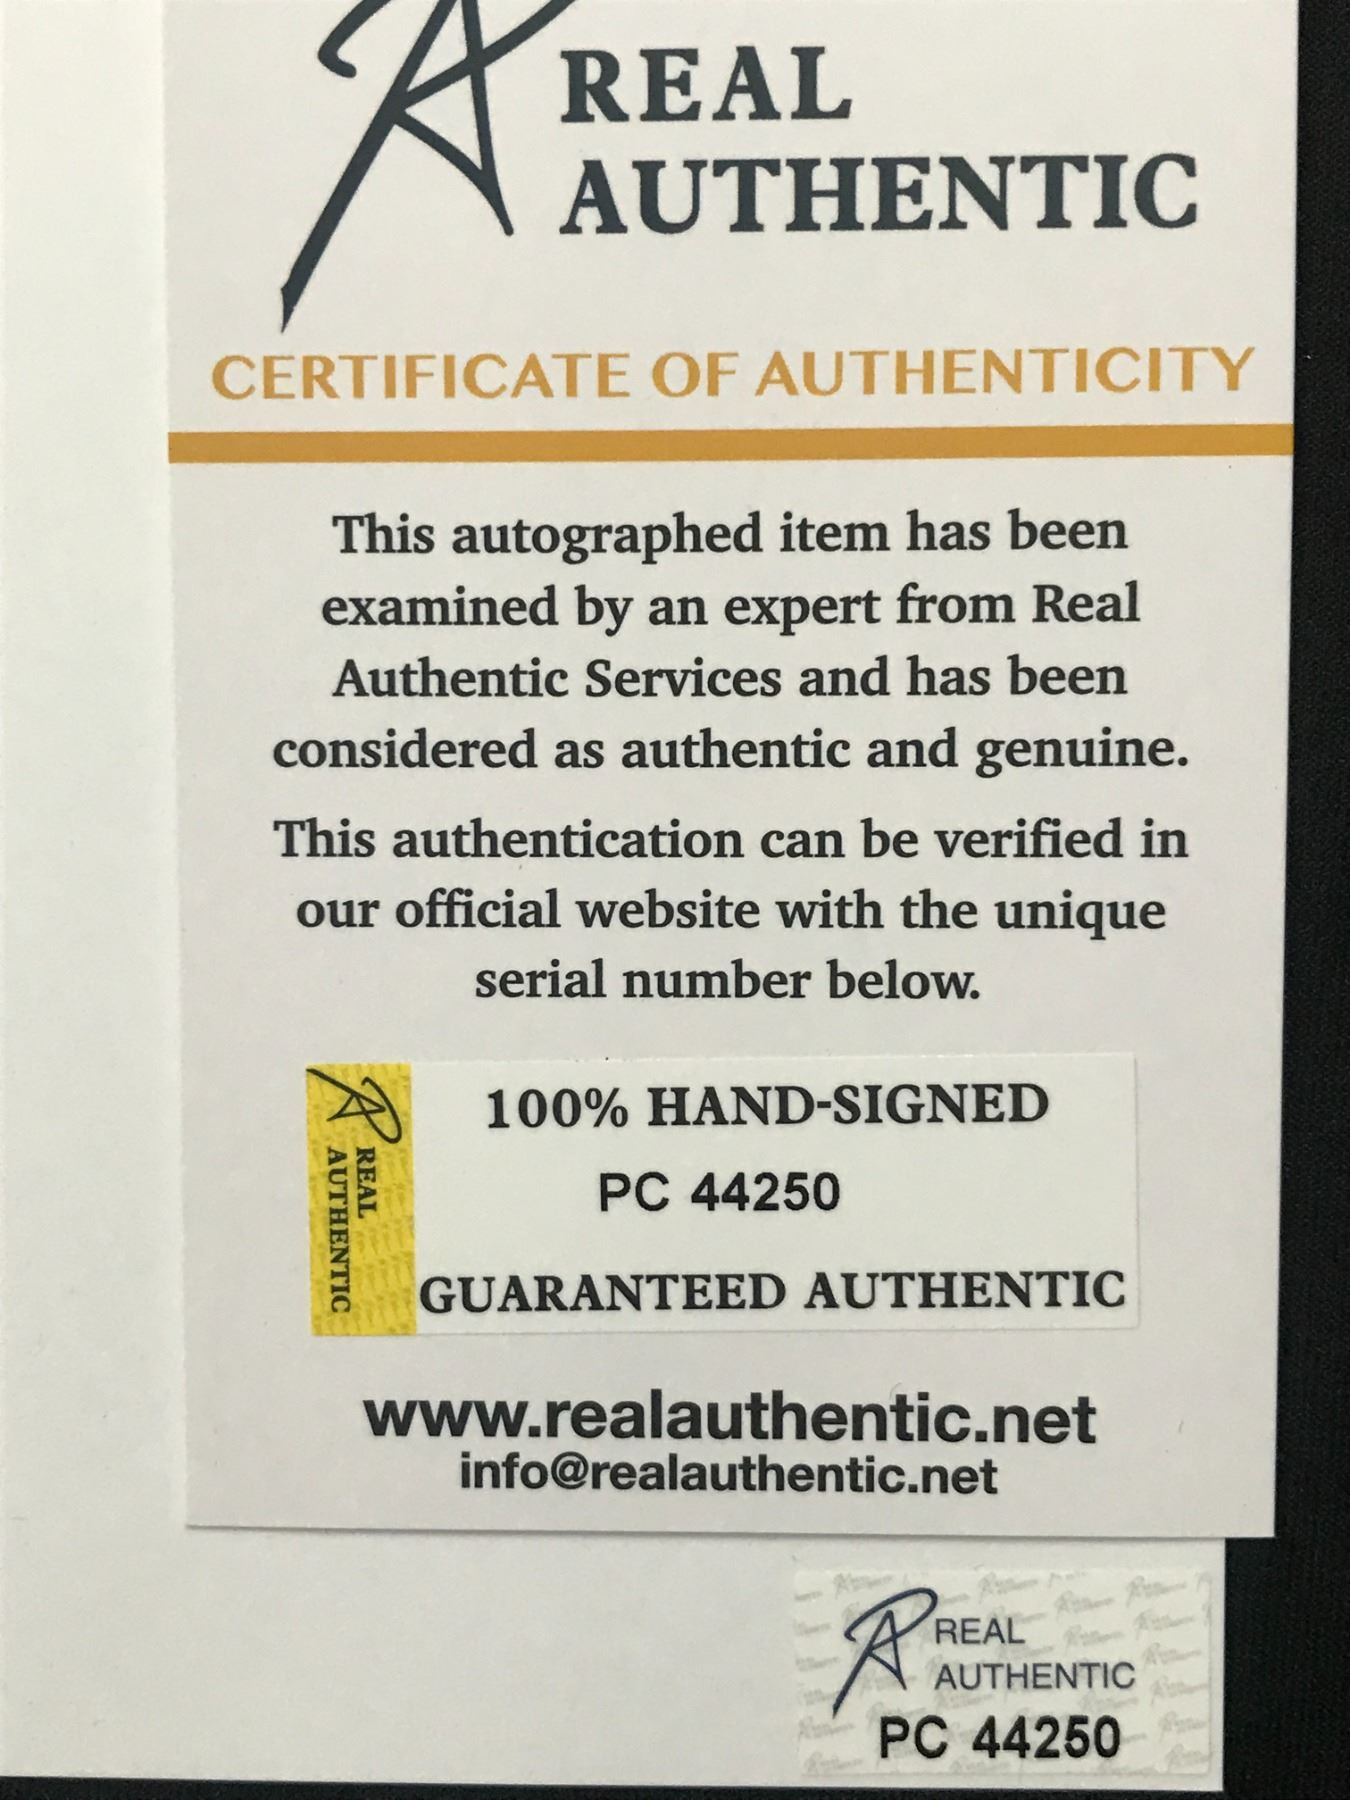 REAL
AUTHENTIC
CERTIFICATE OF AUTHENTICITY
This autographed item has been
examined by an expert from Real
Authentic Services and has been
considered as authentic and genuine.
This authentication can be verified in
our official website with the unique
serial number below.
REAL
AUTHENTIC
100% HAND-SIGNED
PC 44250
GUARANTEED AUTHENTIC
www.realauthentic.net
info@realauthentic.net
REAL
AUTHENTIC
PC 44250